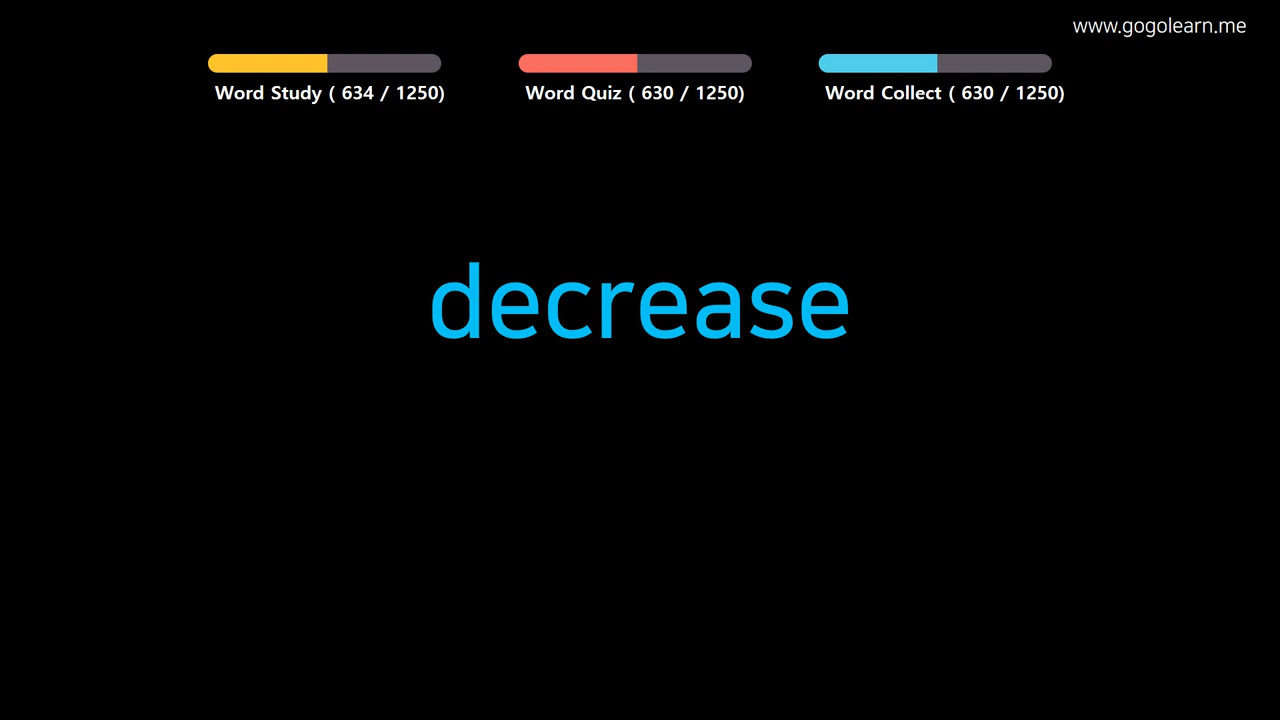 www.gogolearn.me
Word Study ( 634 / 1250)
Word Quiz ( 630 / 1250)
Word Collect ( 630 / 1250)
decrease